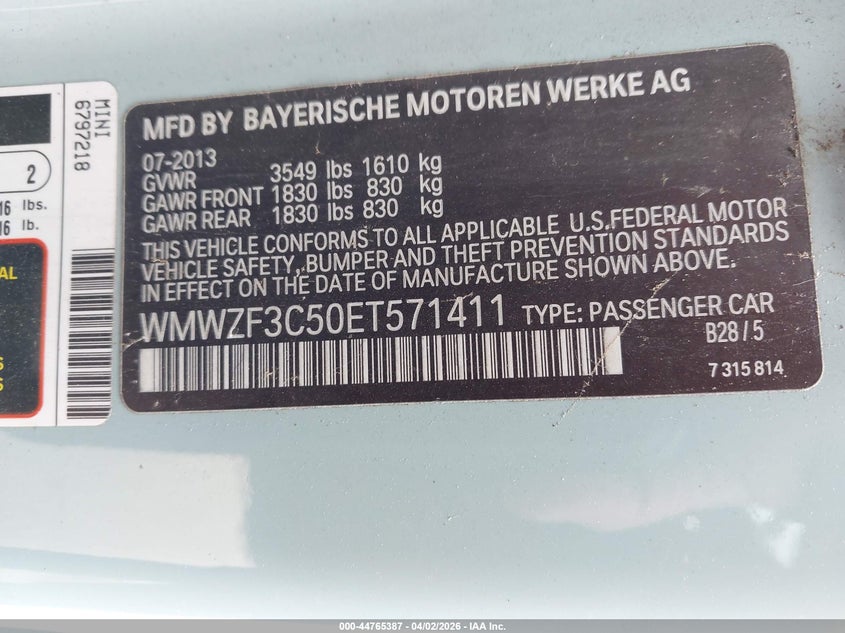 MINI
6797218
2
16 lbs.
16 lb.
AL
S
S
MFD BY BAYERISCHE MOTOREN WERKE AG
07-2013
GVWR 3549 lbs 1610 kg
GAWR FRONT 1830 lbs 830 kg
GAWR REAR 1830 lbs 830 kg
THIS VEHICLE CONFORMS TO ALL APPLICABLE U.S.FEDERAL MOTOR
VEHICLE SAFETY, BUMPER AND THEFT PREVENTION STANDARDS
IN EFFECT ON THE DATE OF MANUFACTURE SHOWN ABOVE.
WMWZF3C50ET571411 TYPE: PASSENGER CAR
B28/5
7 315 814
000-44765387 - 04/02/2026 - IAA Inc.